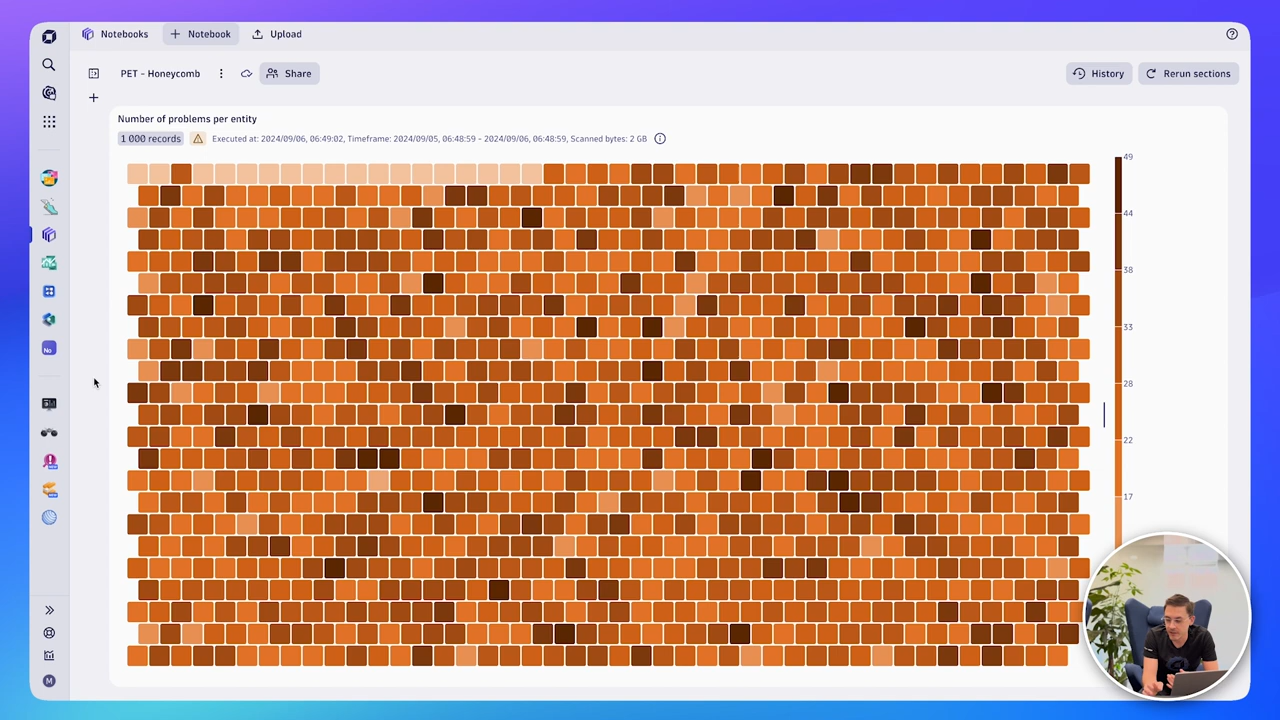 Notebooks
Notebook
Upload
PET - Honeycomb
Share
History
Rerun sections
Number of problems per entity
1 000 records
Executed at: 2024/09/06, 06:49:02, Timeframe: 2024/09/05, 06:48:59 - 2024/09/06, 06:48:59, Scanned bytes: 2 GB
49
44
38
33
28
22
17
No
M